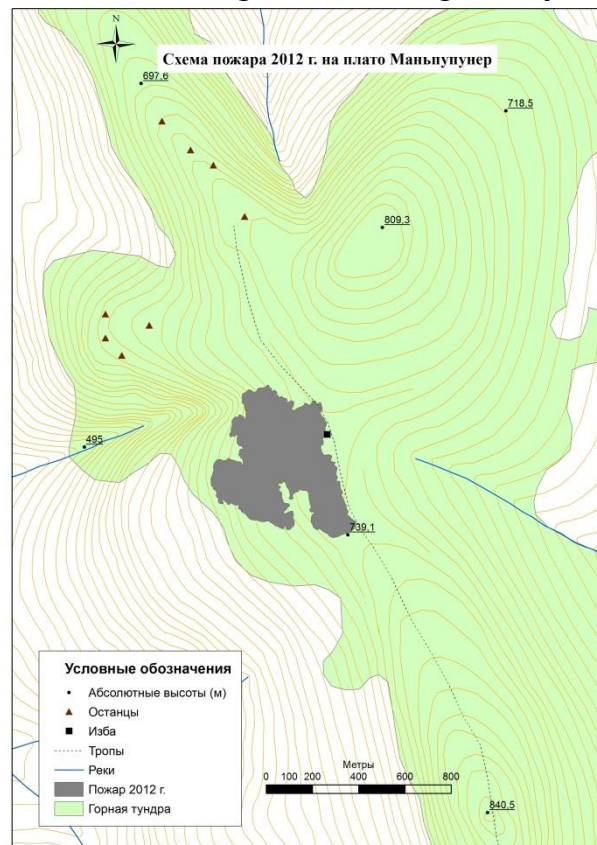 N
Схема пожара 2012 г. на плато Маньпупунер
697,6
718,5
809,3
495
739,1
Условные обозначения
Абсолютные высоты (м)
Останцы
Изба
Тропы
Реки
Пожар 2012 г.
Горная тундра
Метры
0 100 200 400 600 800
840,5